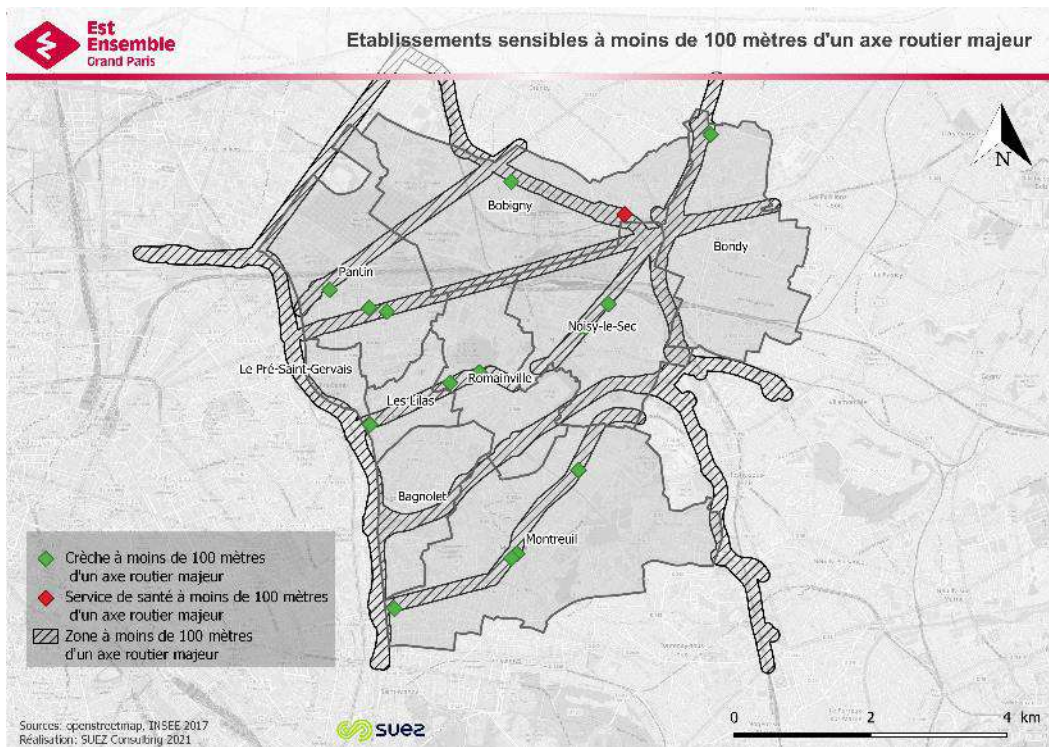 Est
Ensemble
Grand Paris
Etablissements sensibles à moins de 100 mètres d'un axe routier majeur
N
Bobigny
Bondy
Pantin
Noisy-le-Sec
Le Pré-Saint-Gervais
Romainville
Les Lilas
Bagnolet
Montreuil
Crèche à moins de 100 mètres
d'un axe routier majeur
Service de santé à moins de 100 mètres
d'un axe routier majeur
Zone à moins de 100 mètres
d'un axe routier majeur
Sources: openstreetmap, INSEE 2017
Réalisation: SUEZ Consulting 2021
suez
0 2 4 km